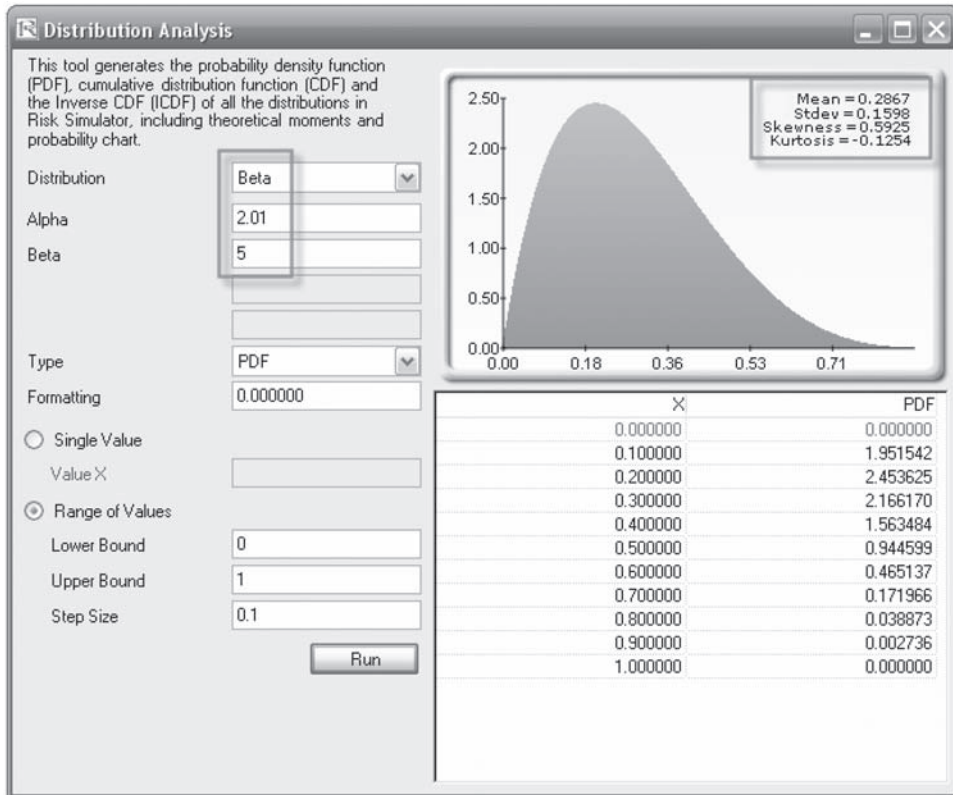 Distribution Analysis
This tool generates the probability density function
(PDF), cumulative distribution function (CDF) and
the Inverse CDF (ICDF) of all the distributions in
Risk Simulator, including theoretical moments and
probability chart.
Distribution Beta
Alpha 2.01
Beta 5
Type PDF
Formatting 0.000000
Single Value
Value X
Range of Values
Lower Bound 0
Upper Bound 1
Step Size 0.1
Run
Mean =0.2867
Stdev =0.1598
Skewness =0.5925
Kurtosis =-0.1254
2.50
2.00
1.50
1.00
0.50
0.00
0.00 0.18 0.36 0.53 0.71
X PDF
0.000000 0.000000
0.100000 1.951542
0.200000 2.453625
0.300000 2.166170
0.400000 1.563484
0.500000 0.944599
0.600000 0.465137
0.700000 0.171966
0.800000 0.038873
0.900000 0.002736
1.000000 0.000000